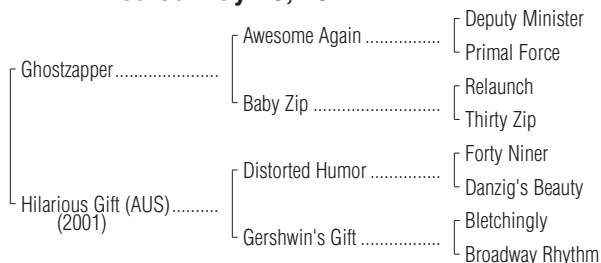 Deputy Minister
Awesome Again ................
Primal Force
Ghostzapper......................
Relaunch
Baby Zip ...........................
Thirty Zip
Forty Niner
Distorted Humor ...............
Danzig's Beauty
Hilarious Gift (AUS)..........
(2001)
Bletchingly
Gershwin's Gift .................
Broadway Rhythm